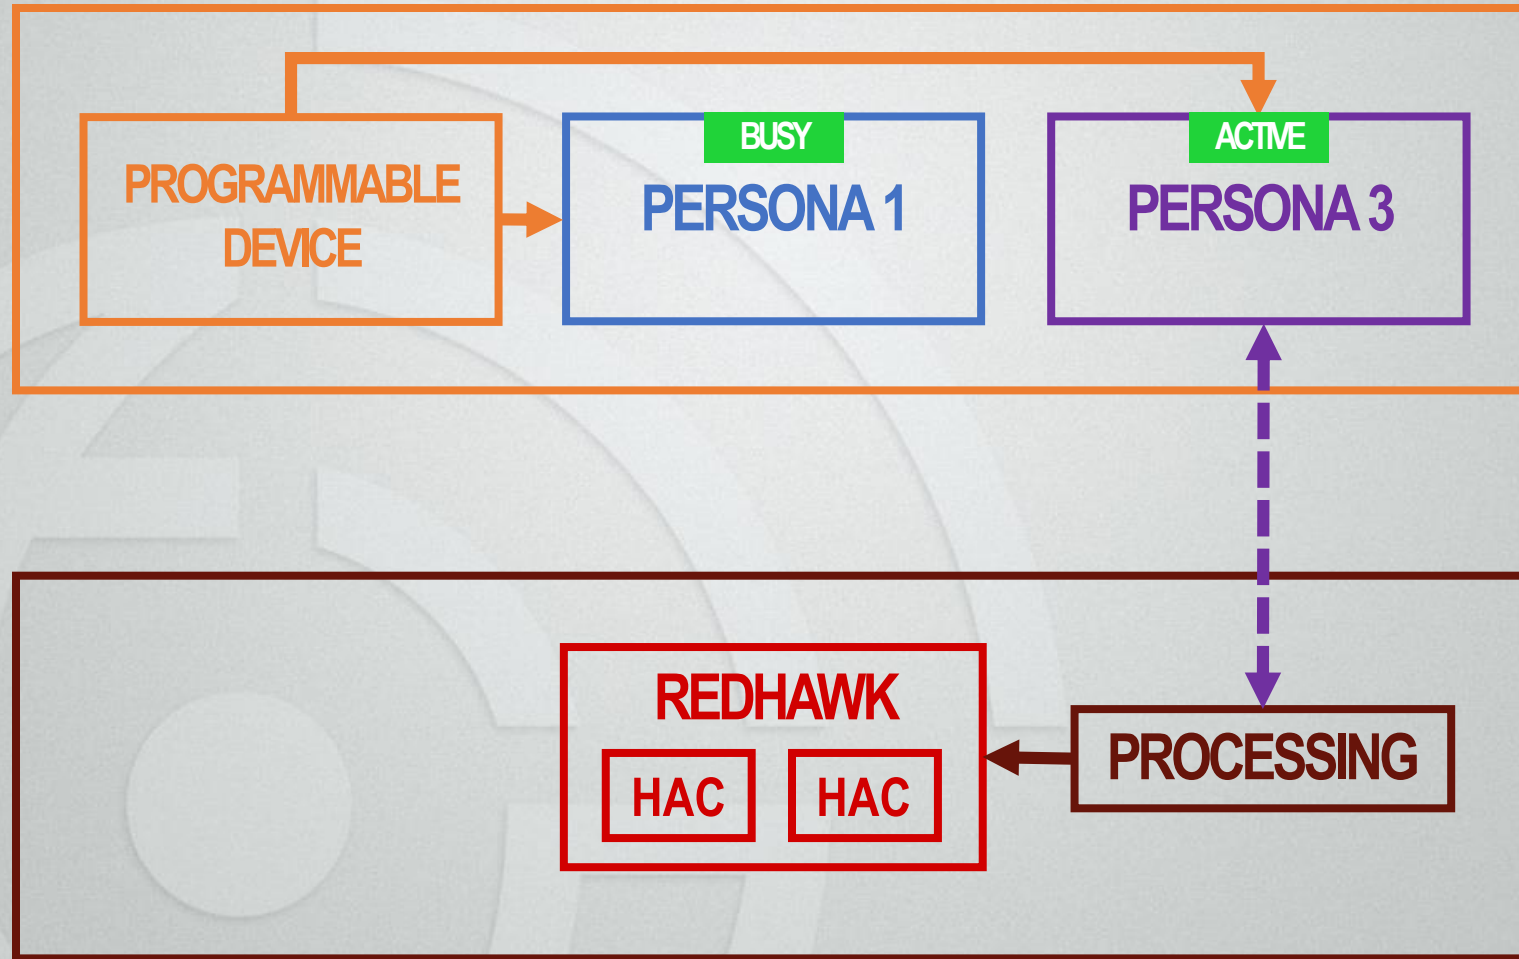 BUSY
ACTIVE
PROGRAMMABLE
DEVICE
PERSONA 1
PERSONA 3
REDHAWK
HAC
HAC
PROCESSING